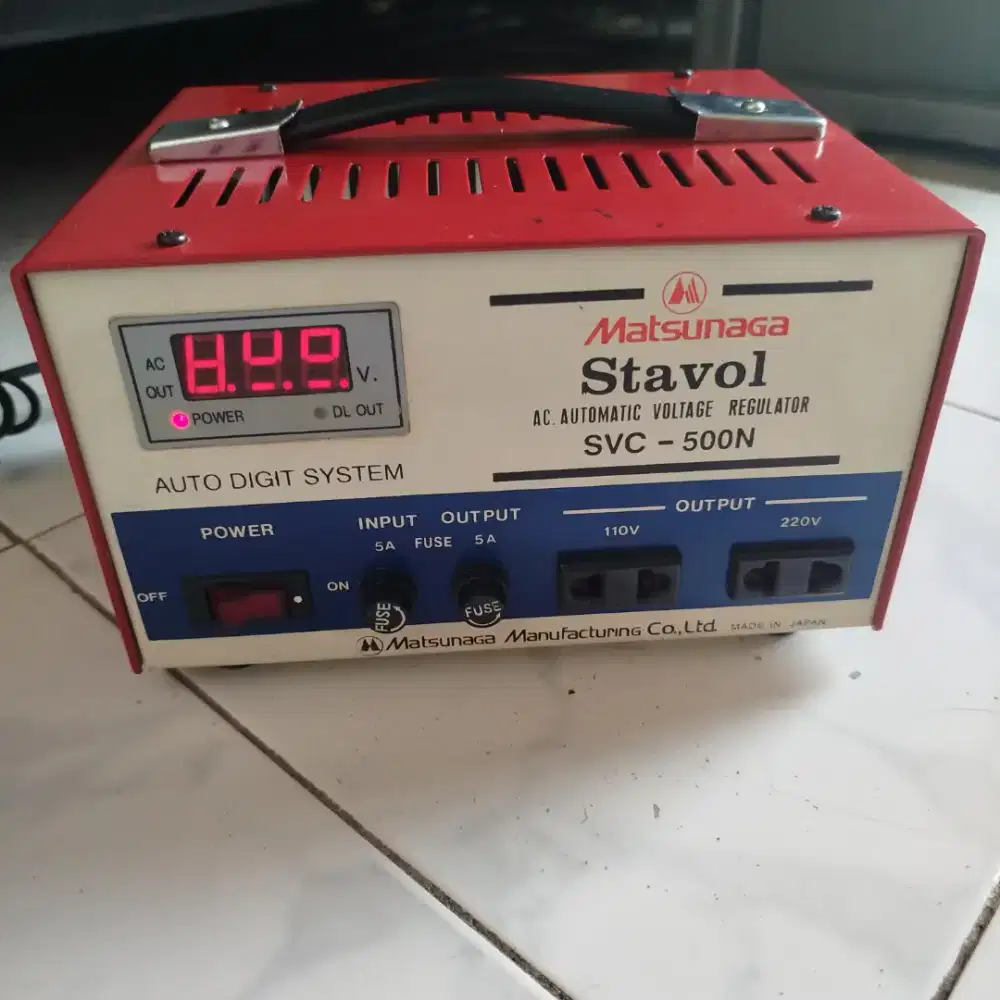 Matsunaga
Stavol
AC. AUTOMATIC VOLTAGE REGULATOR
SVC - 500N
AC
OUT
V.
POWER
DL OUT
AUTO DIGIT SYSTEM
POWER
OFF
ON
INPUT OUTPUT
5A FUSE 5A
FUSE
FUSE
OUTPUT
110V
220V
Matsunaga Manufacturing Co.,Ltd.
MADE IN JAPAN